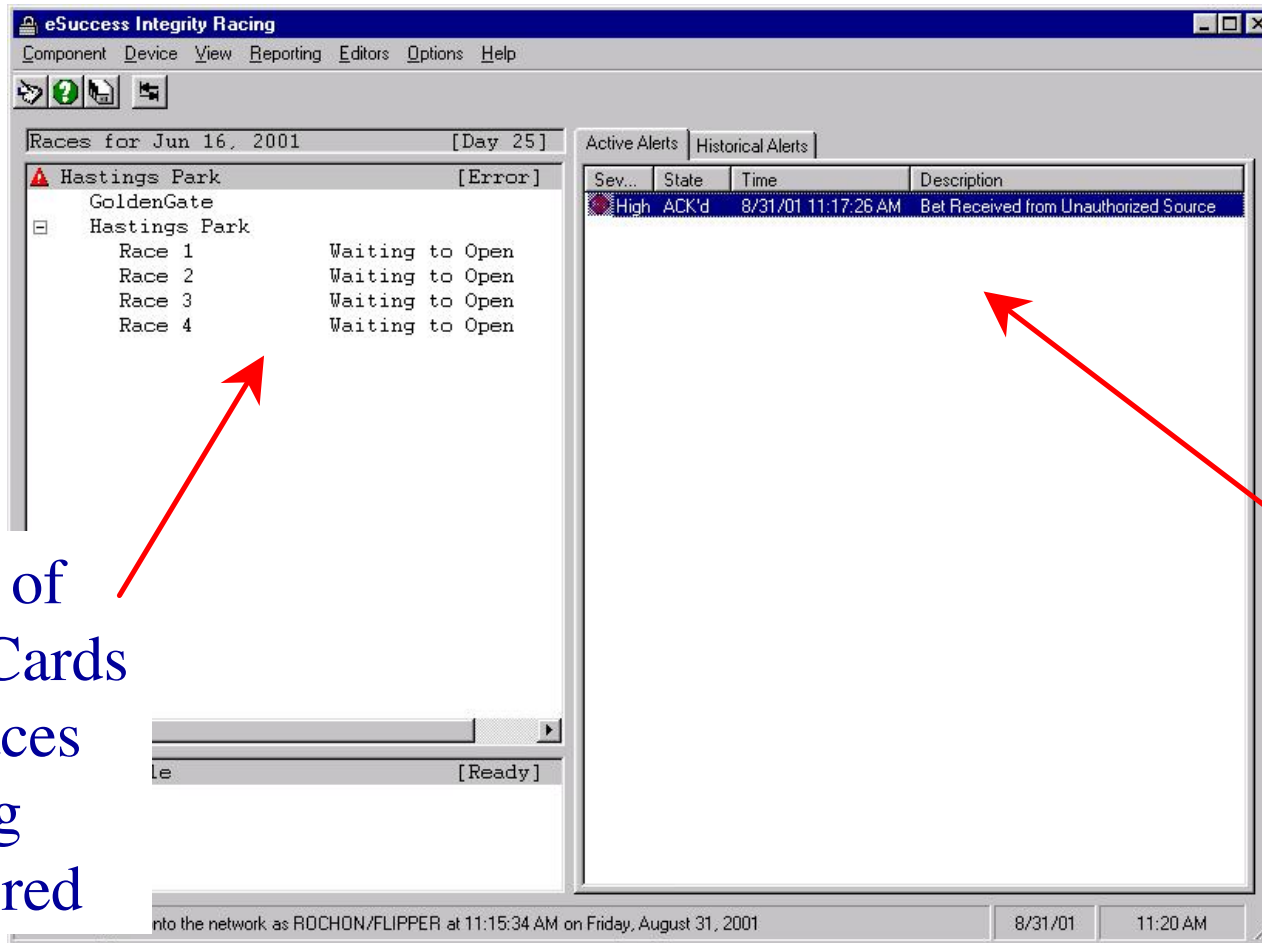 eSuccess Integrity Racing
Component Device View Reporting Editors Options Help
Races for Jun 16, 2001 [Day 25]
Hastings Park [Error]
GoldenGate
Hastings Park
Race 1 Waiting to Open
Race 2 Waiting to Open
Race 3 Waiting to Open
Race 4 Waiting to Open
Active Alerts Historical Alerts
Sev... State Time Description
High ACK'd 8/31/01 11:17:26 AM Bet Received from Unauthorized Source
of
Cards
ces
g
red
le [Ready]
nto the network as ROCHON/FLIPPER at 11:15:34 AM on Friday, August 31, 2001 8/31/01 11:20 AM